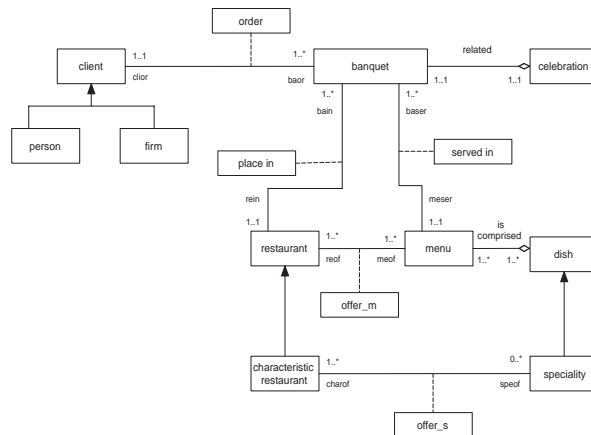 order
client
1..1
clior
1..*
baor
banquet
related
1..1
1..1
celebration
1..*
bain
1..*
baser
person
firm
place in
served in
rein
meser
1..1
1..1
is
comprised
restaurant
1..*
reof
1..*
meof
menu
1..*
1..*
dish
offer_m
characteristic
restaurant
1..*
charof
0..*
speof
speciality
offer_s